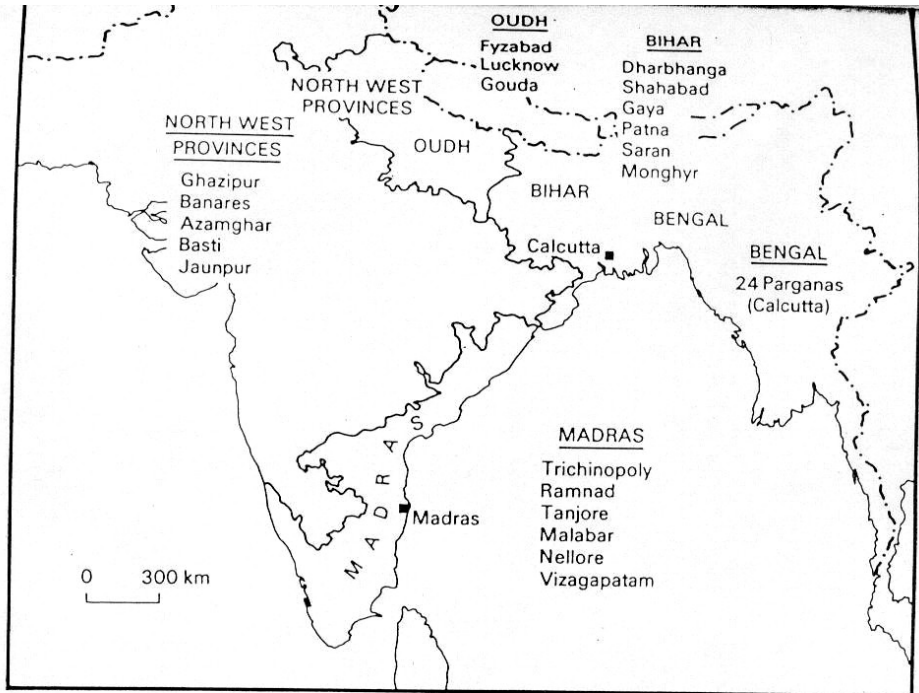 OUDH
Fyzabad
Lucknow
Gouda
BIHAR
Dharbhanga
Shahabad
Gaya
Patna
Saran
Monghyr
NORTH WEST
PROVINCES
NORTH WEST
PROVINCES
Ghazipur
Banares
Azamghar
Basti
Jaunpur
OUDH
BIHAR
BENGAL
Calcutta
BENGAL
24 Parganas
(Calcutta)
MADRAS
Madras
MADRAS
Trichinopoly
Ramnad
Tanjore
Malabar
Nellore
Vizagapatam
0 300 km